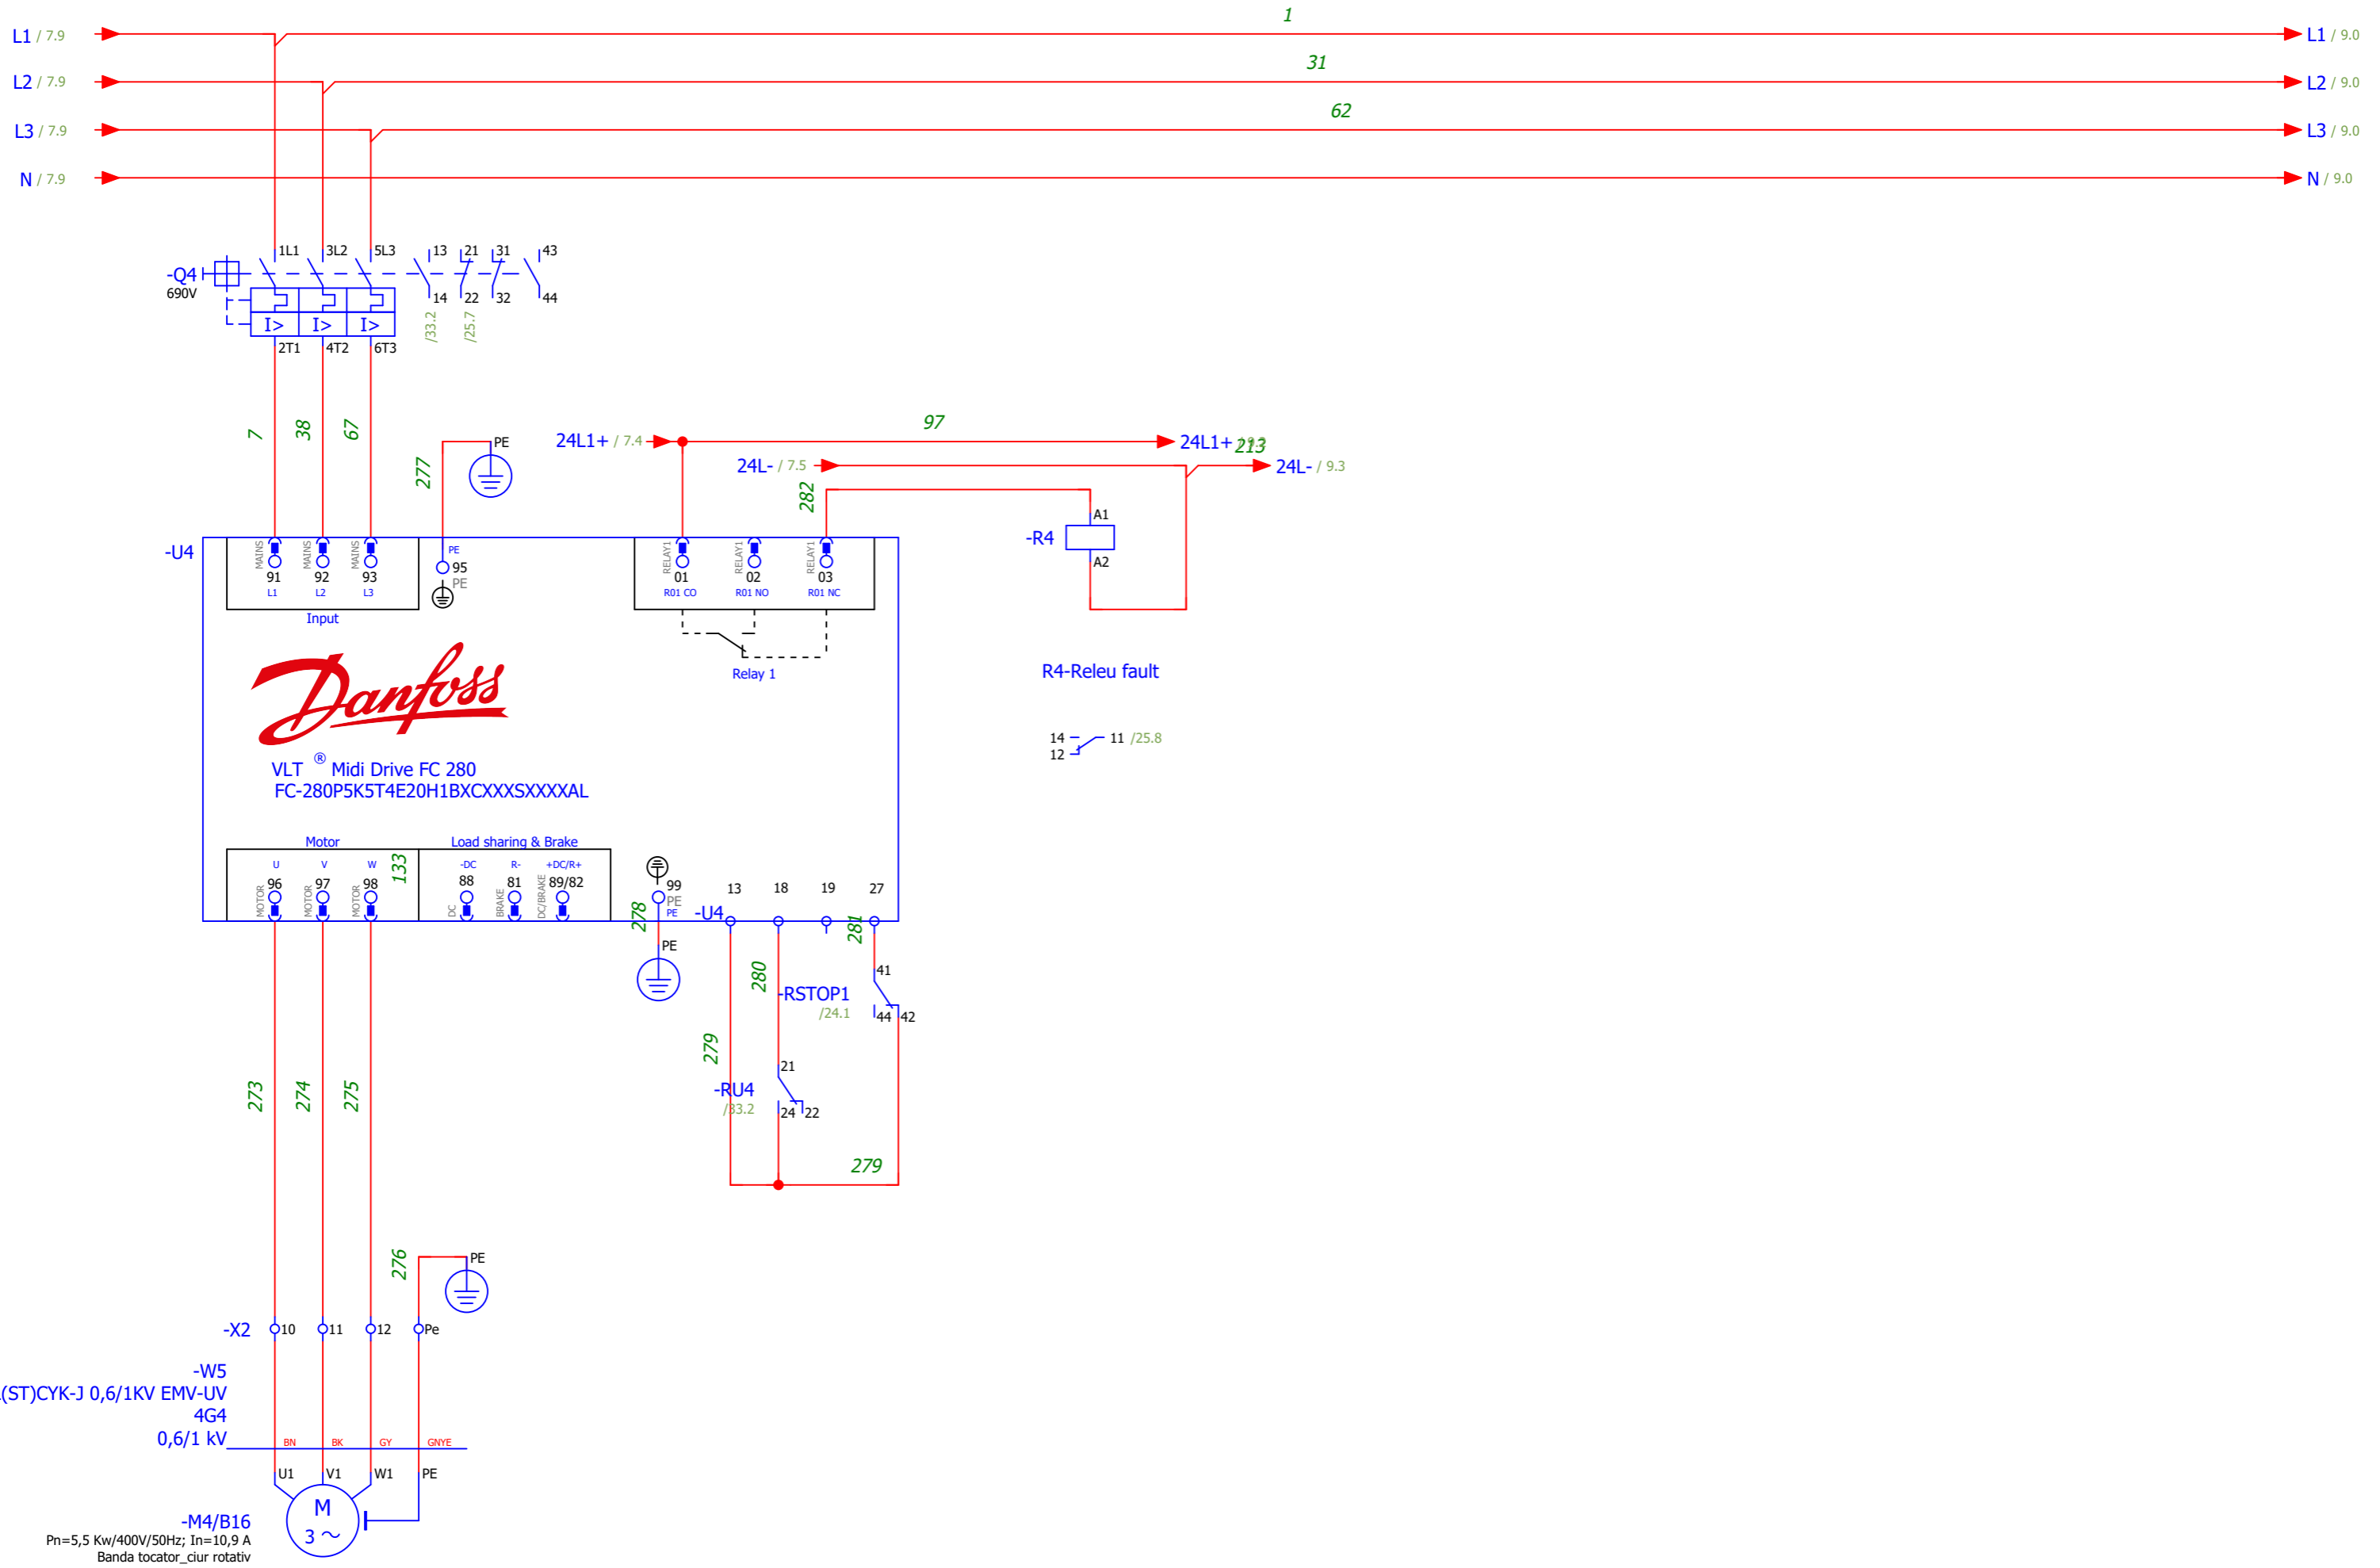 1
L1 / 7.9
L1 / 9.0
31
L2 / 7.9
L2 / 9.0
62
L3 / 7.9
L3 / 9.0
N / 7.9
N / 9.0
1L1 3L2 5L3 13 21 31 43
-Q4
690V
14 22 32 44
I> I> I>
/33.2 /25.7
2T1 4T2 6T3
7 38 67
97
277
PE
24L1+ / 7.4
24L1+
213
24L- / 7.5
24L- / 9.3
282
A1
-R4
A2
-U4
MAINS MAINS MAINS
91 92 93
L1 L2 L3
Input
PE
95
PE
RELAY1 RELAY1 RELAY1
01 02 03
R01 CO R01 NO R01 NC
Relay 1
R4-Releu fault
14 11 /25.8
12
Danfoss
VLT ® Midi Drive FC 280
FC-280P5K5T4E20H1BXCXXXSXXXXAL
Motor
Load sharing & Brake
U V W
133
-DC R- +DC/R+
96 97 98
88 81 89/82
MOTOR MOTOR MOTOR
DC BRAKE DC/BRAKE
99
PE
PE
278
-U4
13 18 19 27
281
PE
280
41
-RSTOP1
/24.1
44 42
279
21
-RU4
/33.2
24 22
279
273 274 275
276
PE
-X2
10 11 12 Pe
-W5
(ST)CYK-J 0,6/1KV EMV-UV
4G4
0,6/1 kV
BN BK GY GNYE
U1 V1 W1 PE
M
3 ~
-M4/B16
Pn=5,5 Kw/400V/50Hz; In=10,9 A
Banda tocator_ciur rotativ